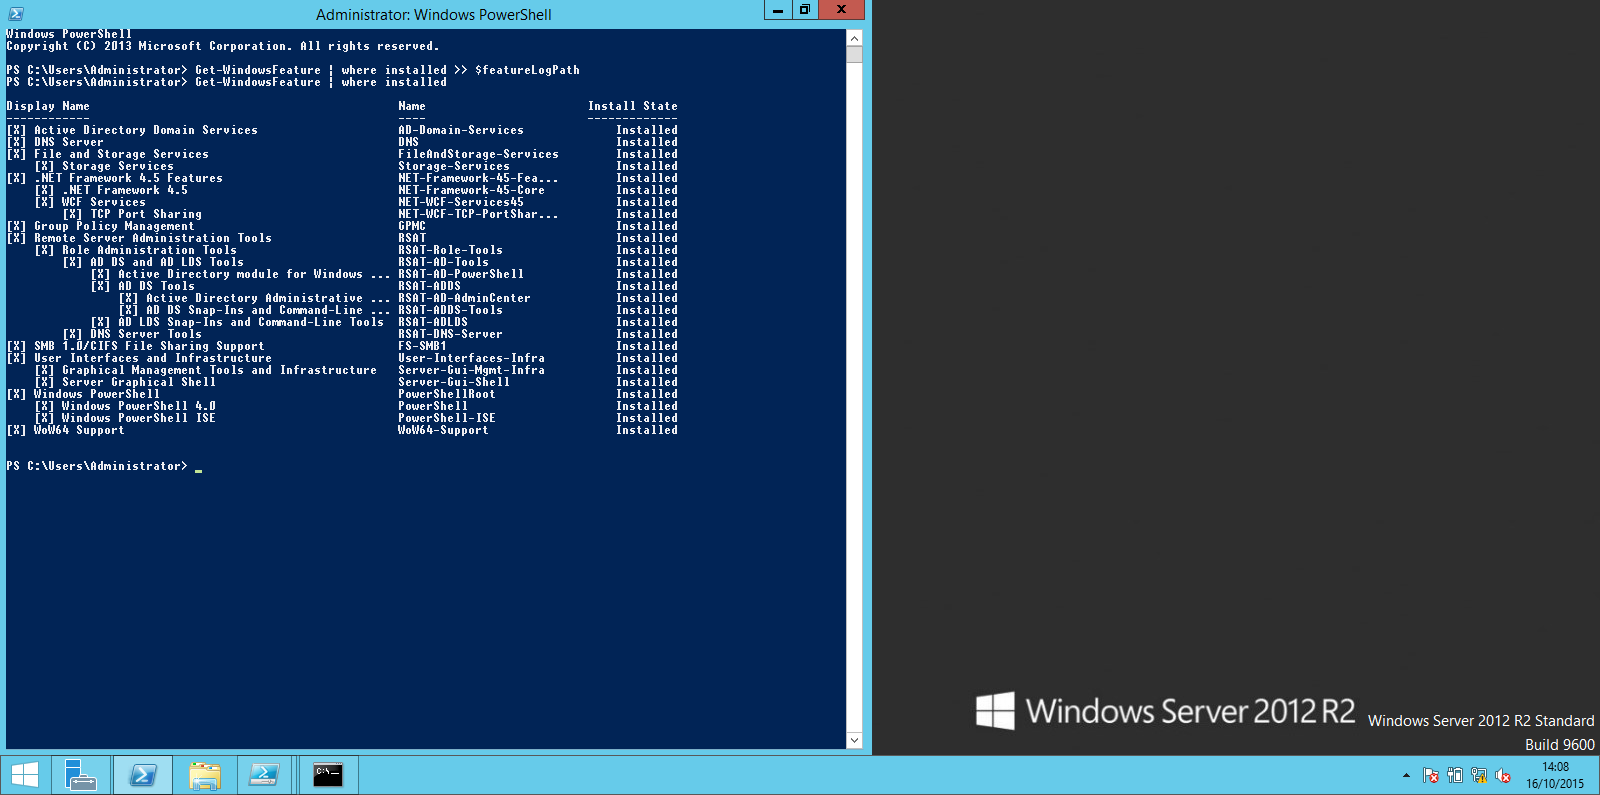 Administrator: Windows PowerShell
Windows PowerShell
Copyright (C) 2013 Microsoft Corporation. All rights reserved.
PS C:\Users\Administrator> Get-WindowsFeature | where installed >> $featureLogPath
PS C:\Users\Administrator> Get-WindowsFeature | where installed
Display Name Name Install State
------------ ---- -------------
[X] Active Directory Domain Services AD-Domain-Services Installed
[X] DNS Server DNS Installed
[X] File and Storage Services FileAndStorage-Services Installed
[X] Storage Services Storage-Services Installed
[X] .NET Framework 4.5 Features NET-Framework-45-Fea... Installed
[X] .NET Framework 4.5 NET-Framework-45-Core Installed
[X] WCF Services NET-WCF-Services45 Installed
[X] TCP Port Sharing NET-WCF-TCP-PortShar... Installed
[X] Group Policy Management GPMC Installed
[X] Remote Server Administration Tools RSAT Installed
[X] Role Administration Tools RSAT-Role-Tools Installed
[X] AD DS and AD LDS Tools RSAT-AD-Tools Installed
[X] Active Directory module for Windows ... RSAT-AD-PowerShell Installed
[X] AD DS Tools RSAT-ADDS Installed
[X] Active Directory Administrative ... RSAT-AD-AdminCenter Installed
[X] AD DS Snap-Ins and Command-Line ... RSAT-ADDS-Tools Installed
[X] AD LDS Snap-Ins and Command-Line Tools RSAT-ADLDS Installed
[X] DNS Server Tools RSAT-DNS-Server Installed
[X] SMB 1.0/CIFS File Sharing Support FS-SMB1 Installed
[X] User Interfaces and Infrastructure User-Interfaces-Infra Installed
[X] Graphical Management Tools and Infrastructure Server-Gui-Mgmt-Infra Installed
[X] Server Graphical Shell Server-Gui-Shell Installed
[X] Windows PowerShell PowerShellRoot Installed
[X] Windows PowerShell 4.0 PowerShell Installed
[X] Windows PowerShell ISE PowerShell-ISE Installed
[X] WoW64 Support WoW64-Support Installed
PS C:\Users\Administrator> _
Windows Server 2012 R2
Windows Server 2012 R2 Standard
Build 9600
C:\_
14:08
16/10/2015